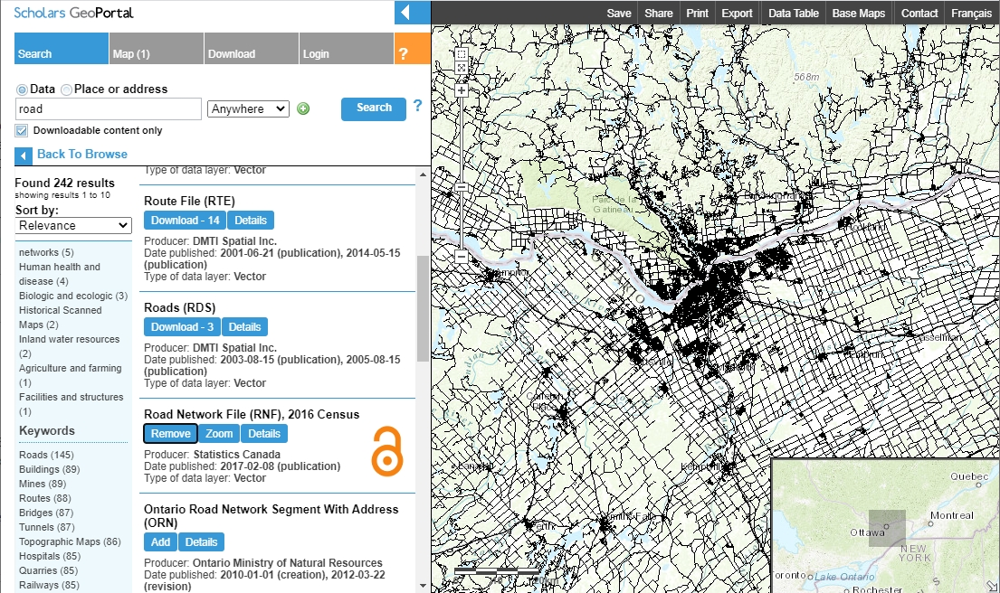 Scholars GeoPortal
Search
Map (1)
Download
Login
?
Data
Place or address
road
Anywhere
Search
?
Downloadable content only
Back To Browse
Found 242 results
showing results 1 to 10
Sort by:
Relevance
networks (5)
Human health and
disease (4)
Biologic and ecologic (3)
Historical Scanned
Maps (2)
Inland water resources
(2)
Agriculture and farming
(1)
Facilities and structures
(1)
Keywords
Roads (145)
Buildings (89)
Mines (89)
Routes (88)
Bridges (87)
Tunnels (87)
Topographic Maps (86)
Hospitals (85)
Quarries (85)
Railways (85)
Type of data layer: Vector
Route File (RTE)
Download - 14
Details
Producer: DMTI Spatial Inc.
Date published: 2001-06-21 (publication), 2014-05-15
(publication)
Type of data layer: Vector
Roads (RDS)
Download - 3
Details
Producer: DMTI Spatial Inc.
Date published: 2003-08-15 (publication), 2005-08-15
(publication)
Type of data layer: Vector
Road Network File (RNF), 2016 Census
Remove
Zoom
Details
Producer: Statistics Canada
Date published: 2017-02-08 (publication)
Type of data layer: Vector
Ontario Road Network Segment With Address
(ORN)
Add
Details
Producer: Ontario Ministry of Natural Resources
Date published: 2010-01-01 (creation), 2012-03-22
(revision)
Save
Share
Print
Export
Data Table
Base Maps
Contact
Français
568m
Parc de la
Gatineau
Perth
Quebec
Montreal
Ottawa
NEW
YORK
Toronto
Lake Ontario
Rochester